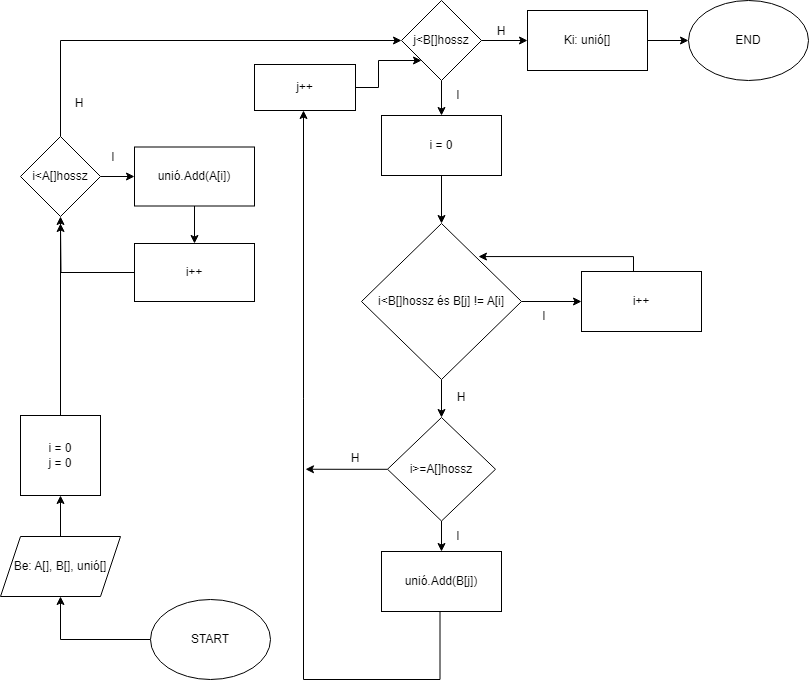 START
Be: A[], B[], unió[]
i = 0
j = 0
i<A[]hossz
I
unió.Add(A[i])
i++
H
j<B[]hossz
H
Ki: unió[]
END
I
i = 0
i<B[]hossz és B[j] != A[i]
I
i++
H
i>=A[]hossz
H
I
unió.Add(B[j])
j++